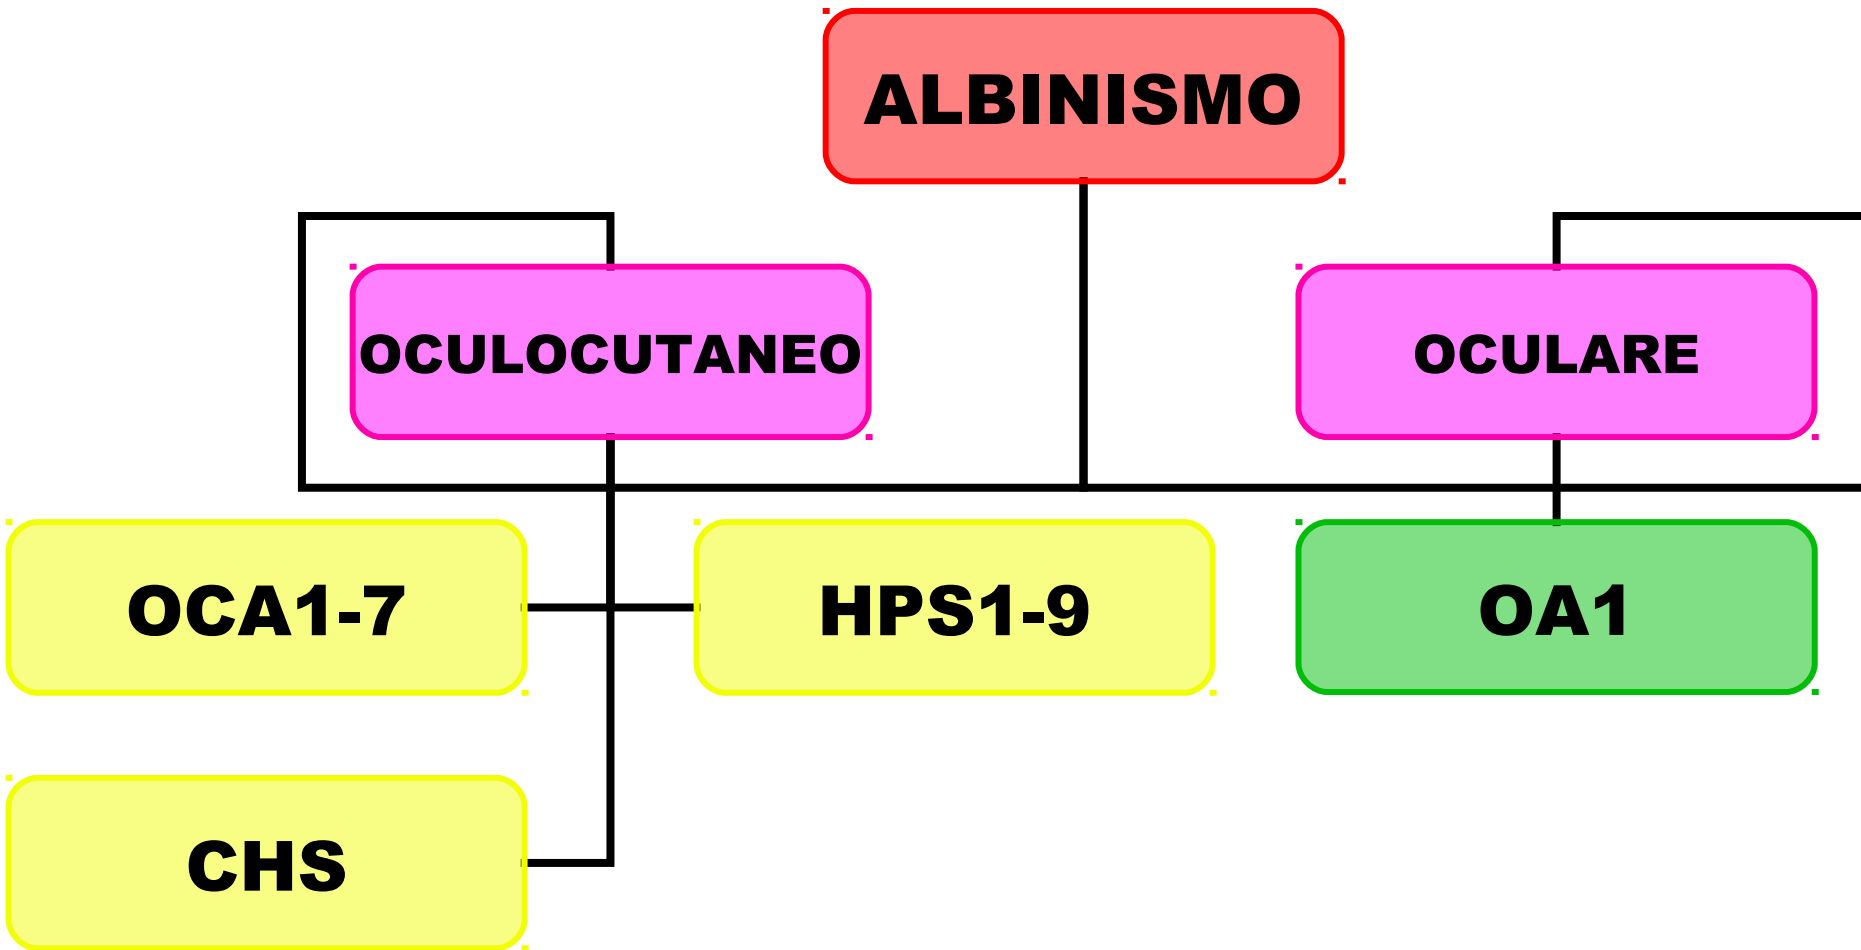 ALBINISMO
OCULOCUTANEO
OCULARE
OCA1-7
HPS1-9
OA1
CHS